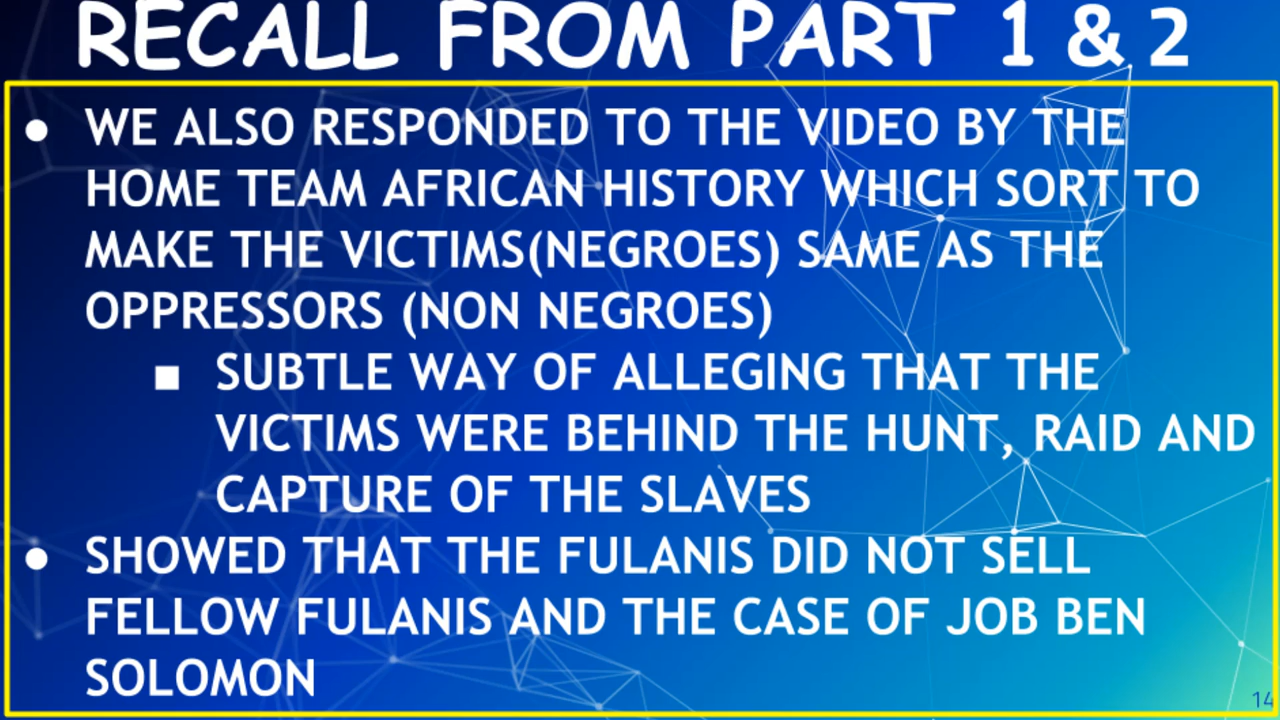 RECALL FROM PART 1 & 2
● WE ALSO RESPONDED TO THE VIDEO BY THE
HOME TEAM AFRICAN HISTORY WHICH SORT TO
MAKE THE VICTIMS(NEGROES) SAME AS THE
OPPRESSORS (NON NEGROES)
■ SUBTLE WAY OF ALLEGING THAT THE
VICTIMS WERE BEHIND THE HUNT, RAID AND
CAPTURE OF THE SLAVES
● SHOWED THAT THE FULANIS DID NOT SELL
FELLOW FULANIS AND THE CASE OF JOB BEN
SOLOMON
14